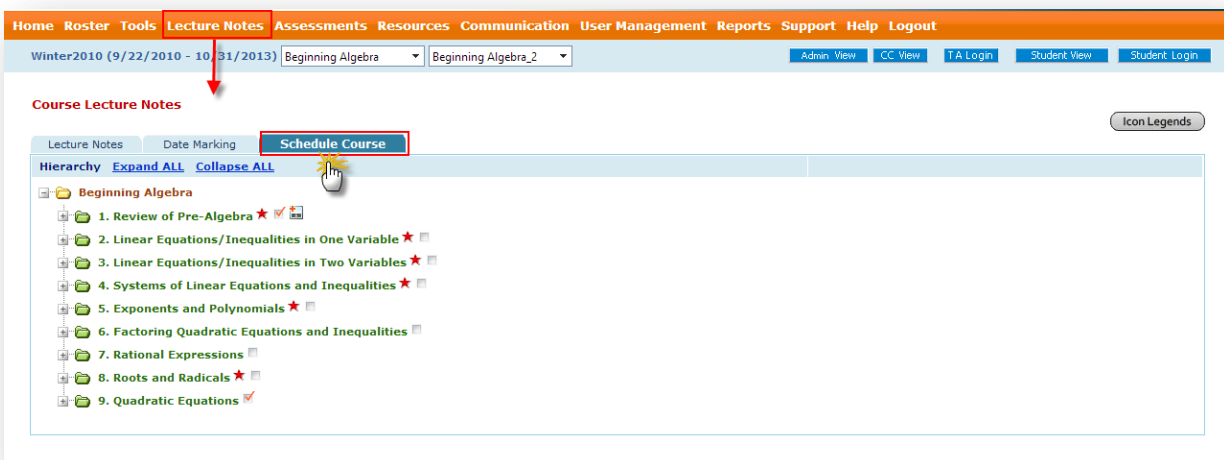 Home Roster Tools Lecture Notes Assessments Resources Communication User Management Reports Support Help Logout
Winter2010 (9/22/2010 - 10/31/2013) Beginning Algebra Beginning Algebra_2 Admin View CC View TA Login Student View Student Login
Course Lecture Notes
Icon Legends
Lecture Notes Date Marking Schedule Course
Hierarchy Expand ALL Collapse ALL
Beginning Algebra
1. Review of Pre-Algebra
2. Linear Equations/Inequalities in One Variable
3. Linear Equations/Inequalities in Two Variables
4. Systems of Linear Equations and Inequalities
5. Exponents and Polynomials
6. Factoring Quadratic Equations and Inequalities
7. Rational Expressions
8. Roots and Radicals
9. Quadratic Equations